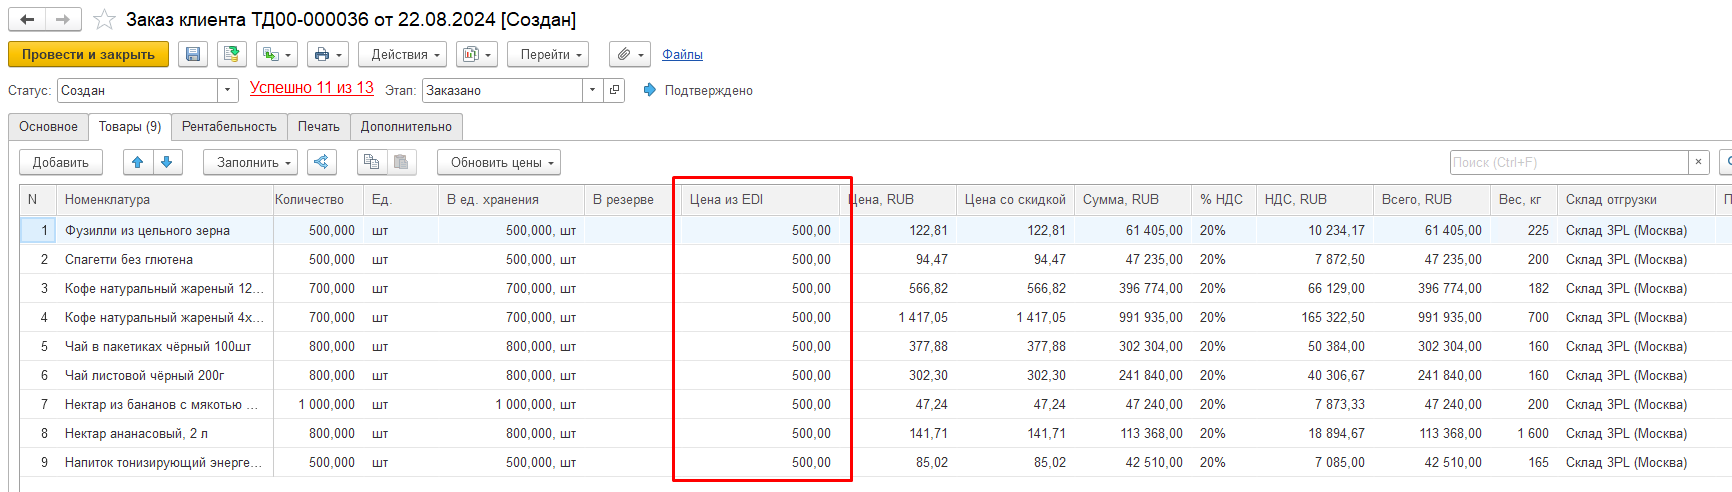 Заказ клиента ТД00-000036 от 22.08.2024 [Создан]
Провести и закрыть Действия Перейти Файлы
Статус: Создан Успешно 11 из 13 Этап: Заказано Подтверждено
Основное Товары (9) Рентабельность Печать Дополнительно
Добавить Заполнить Обновить цены Поиск (Ctrl+F) ×
N Номенклатура Количество Ед. В ед. хранения В резерве Цена из EDI Цена, RUB Цена со скидкой Сумма, RUB % НДС НДС, RUB Всего, RUB Вес, кг Склад отгрузки П
1 Фузилли из цельного зерна 500,000 шт 500,000, шт 500,00 122,81 122,81 61 405,00 20% 10 234,17 61 405,00 225 Склад 3PL (Москва)
2 Спагетти без глютена 500,000 шт 500,000, шт 500,00 94,47 94,47 47 235,00 20% 7 872,50 47 235,00 200 Склад 3PL (Москва)
3 Кофе натуральный жареный 12... 700,000 шт 700,000, шт 500,00 566,82 566,82 396 774,00 20% 66 129,00 396 774,00 182 Склад 3PL (Москва)
4 Кофе натуральный жареный 4х... 700,000 шт 700,000, шт 500,00 1 417,05 1 417,05 991 935,00 20% 165 322,50 991 935,00 700 Склад 3PL (Москва)
5 Чай в пакетиках чёрный 100шт 800,000 шт 800,000, шт 500,00 377,88 377,88 302 304,00 20% 50 384,00 302 304,00 160 Склад 3PL (Москва)
6 Чай листовой чёрный 200г 800,000 шт 800,000, шт 500,00 302,30 302,30 241 840,00 20% 40 306,67 241 840,00 160 Склад 3PL (Москва)
7 Нектар из бананов с мякотью ... 1 000,000 шт 1 000,000, шт 500,00 47,24 47,24 47 240,00 20% 7 873,33 47 240,00 200 Склад 3PL (Москва)
8 Нектар ананасовый, 2 л 800,000 шт 800,000, шт 500,00 141,71 141,71 113 368,00 20% 18 894,67 113 368,00 1 600 Склад 3PL (Москва)
9 Напиток тонизирующий энерге... 500,000 шт 500,000, шт 500,00 85,02 85,02 42 510,00 20% 7 085,00 42 510,00 165 Склад 3PL (Москва)